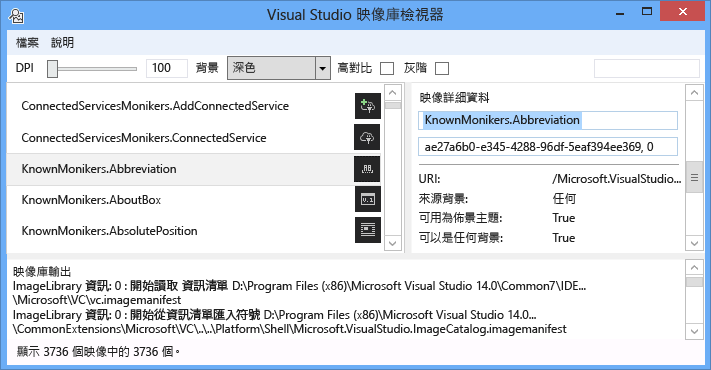 Visual Studio 映像庫檢視器
檔案 說明
DPI 100 背景 深色 高對比 灰階
ConnectedServicesMonikers.AddConnectedService
ConnectedServicesMonikers.ConnectedService
KnownMonikers.Abbreviation
KnownMonikers.AboutBox
KnownMonikers.AbsolutePosition
映像詳細資料
KnownMonikers.Abbreviation
ae27a6b0-e345-4288-96df-5eaf394ee369, 0
URI: /Microsoft.VisualStudio...
來源背景: 任何
可用為佈景主題: True
可以是任何背景: True
映像庫輸出
ImageLibrary 資訊: 0 : 開始讀取 資訊清單 D:\Program Files (x86)\Microsoft Visual Studio 14.0\Common7\IDE...
\Microsoft\VC\vc.imagemanifest
ImageLibrary 資訊: 0 : 開始從資訊清單匯入符號 D:\Program Files (x86)\Microsoft Visual Studio 14.0...
\CommonExtensions\Microsoft\VC\..\..\Platform\Shell\Microsoft.VisualStudio.ImageCatalog.imagemanifest
顯示 3736 個映像中的 3736 個。